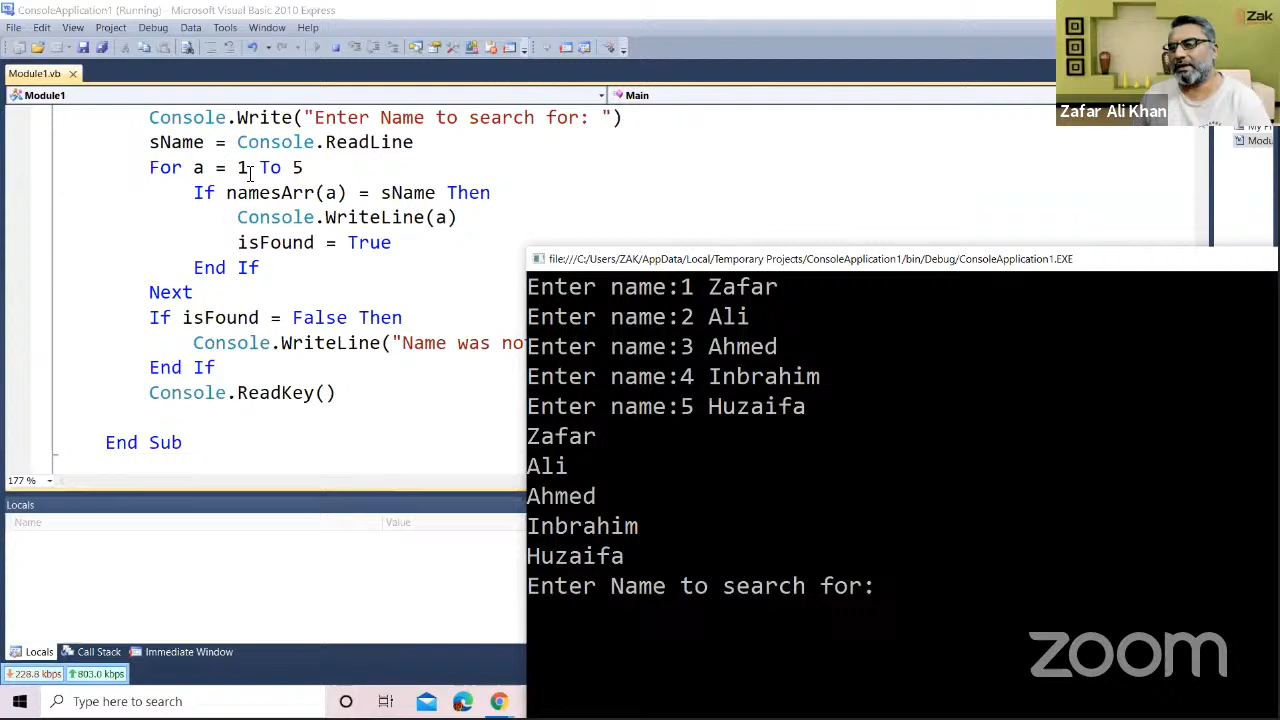 ConsoleApplication1 (Running) - Microsoft Visual Basic 2010 Express
File Edit View Project Debug Data Tools Window Help
Module1.vb
Module1 Main
Console.Write("Enter Name to search for: ")
sName = Console.ReadLine
For a = 1 To 5
If namesArr(a) = sName Then
Console.WriteLine(a)
isFound = True
End If
Next
If isFound = False Then
Console.WriteLine("Name was no
End If
Console.ReadKey()
End Sub
177 %
Locals
Name Value
Locals Call Stack Immediate Window
228.8 kbps 803.0 kbps
Type here to search
Zak
Zafar Ali Khan
My Pr
Modu
file:///C:/Users/ZAK/AppData/Local/Temporary Projects/ConsoleApplication1/bin/Debug/ConsoleApplication1.EXE
Enter name:1 Zafar
Enter name:2 Ali
Enter name:3 Ahmed
Enter name:4 Inbrahim
Enter name:5 Huzaifa
Zafar
Ali
Ahmed
Inbrahim
Huzaifa
Enter Name to search for:
zoom